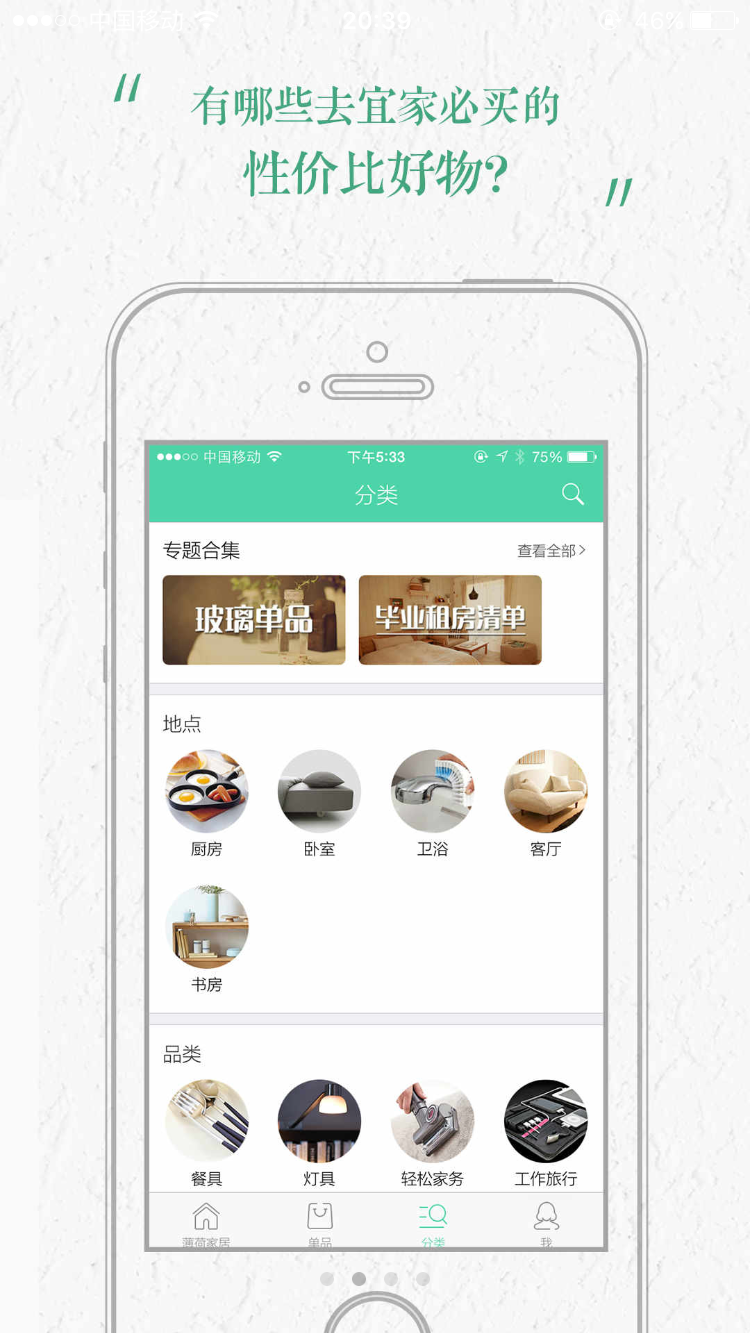 中国移动 20:39 46%
“有哪些去宜家必买的
性价比好物?”
中国移动 下午5:33 75%
分类
专题合集 查看全部>
玻璃单品 毕业租房清单
地点
厨房 卧室 卫浴 客厅
书房
品类
餐具 灯具 轻松家务 工作旅行
薄荷家居 单品 分类 我